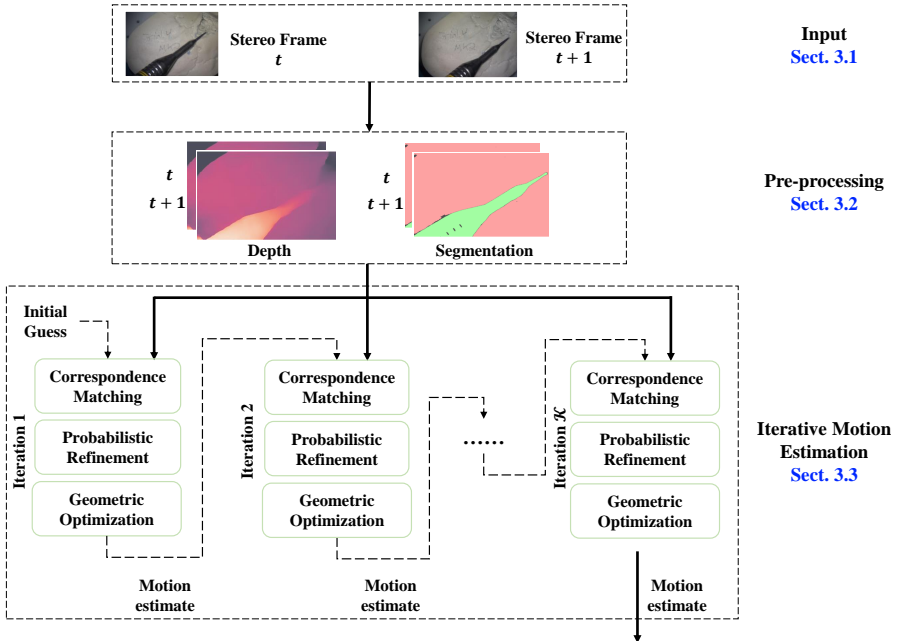 Stereo Frame
t
Stereo Frame
t + 1
Input
Sect. 3.1
t
t + 1
Depth
t
t + 1
Segmentation
Pre-processing
Sect. 3.2
Initial
Guess
Iteration 1
Correspondence
Matching
Probabilistic
Refinement
Geometric
Optimization
Motion
estimate
Iteration 2
Correspondence
Matching
Probabilistic
Refinement
Geometric
Optimization
Motion
estimate
......
Iteration 𝒦
Correspondence
Matching
Probabilistic
Refinement
Geometric
Optimization
Motion
estimate
Iterative Motion
Estimation
Sect. 3.3